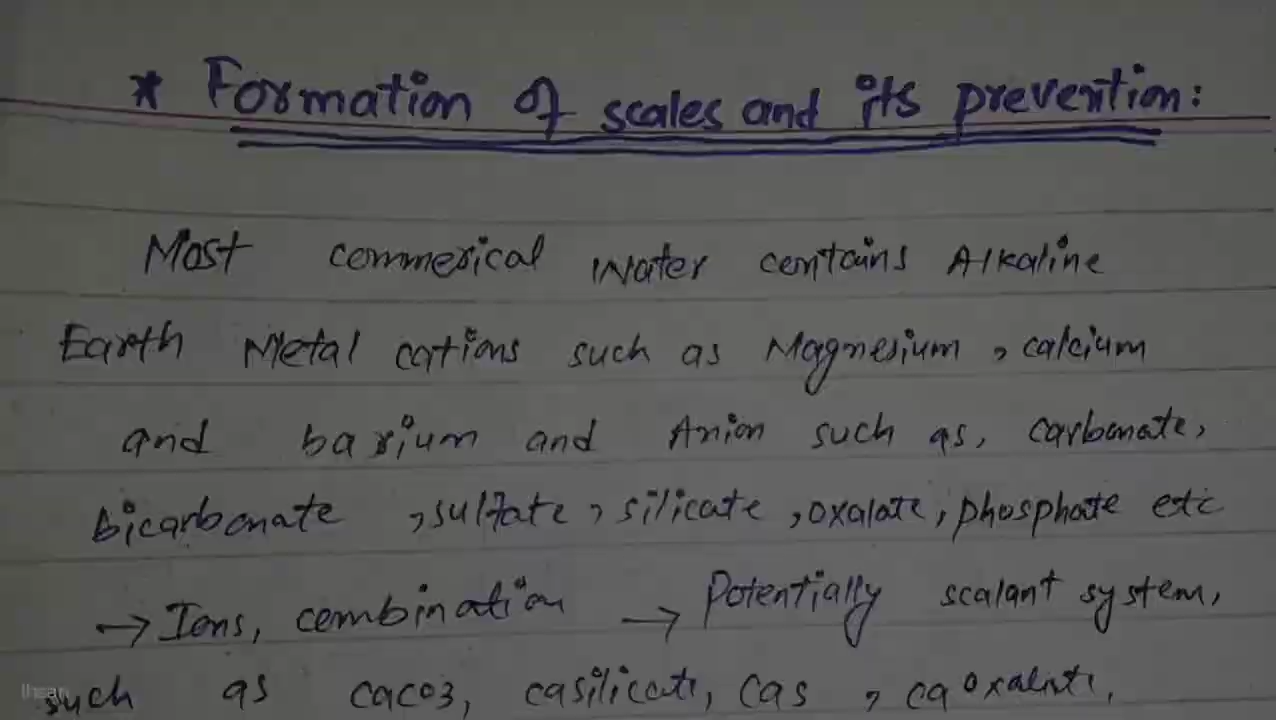 * Formation of scales and its prevention:
Most commerical water contains Alkaline
Earth Metal cations such as Magnesium, calcium
and barium and Anion such as, carbonate,
bicarbonate, sulfate, silicate, oxalate, phosphate etc
→ Ions, combination → Potentially scalant system,
such as caco3, casilicate, cas, ca oxalate,
Ihsan